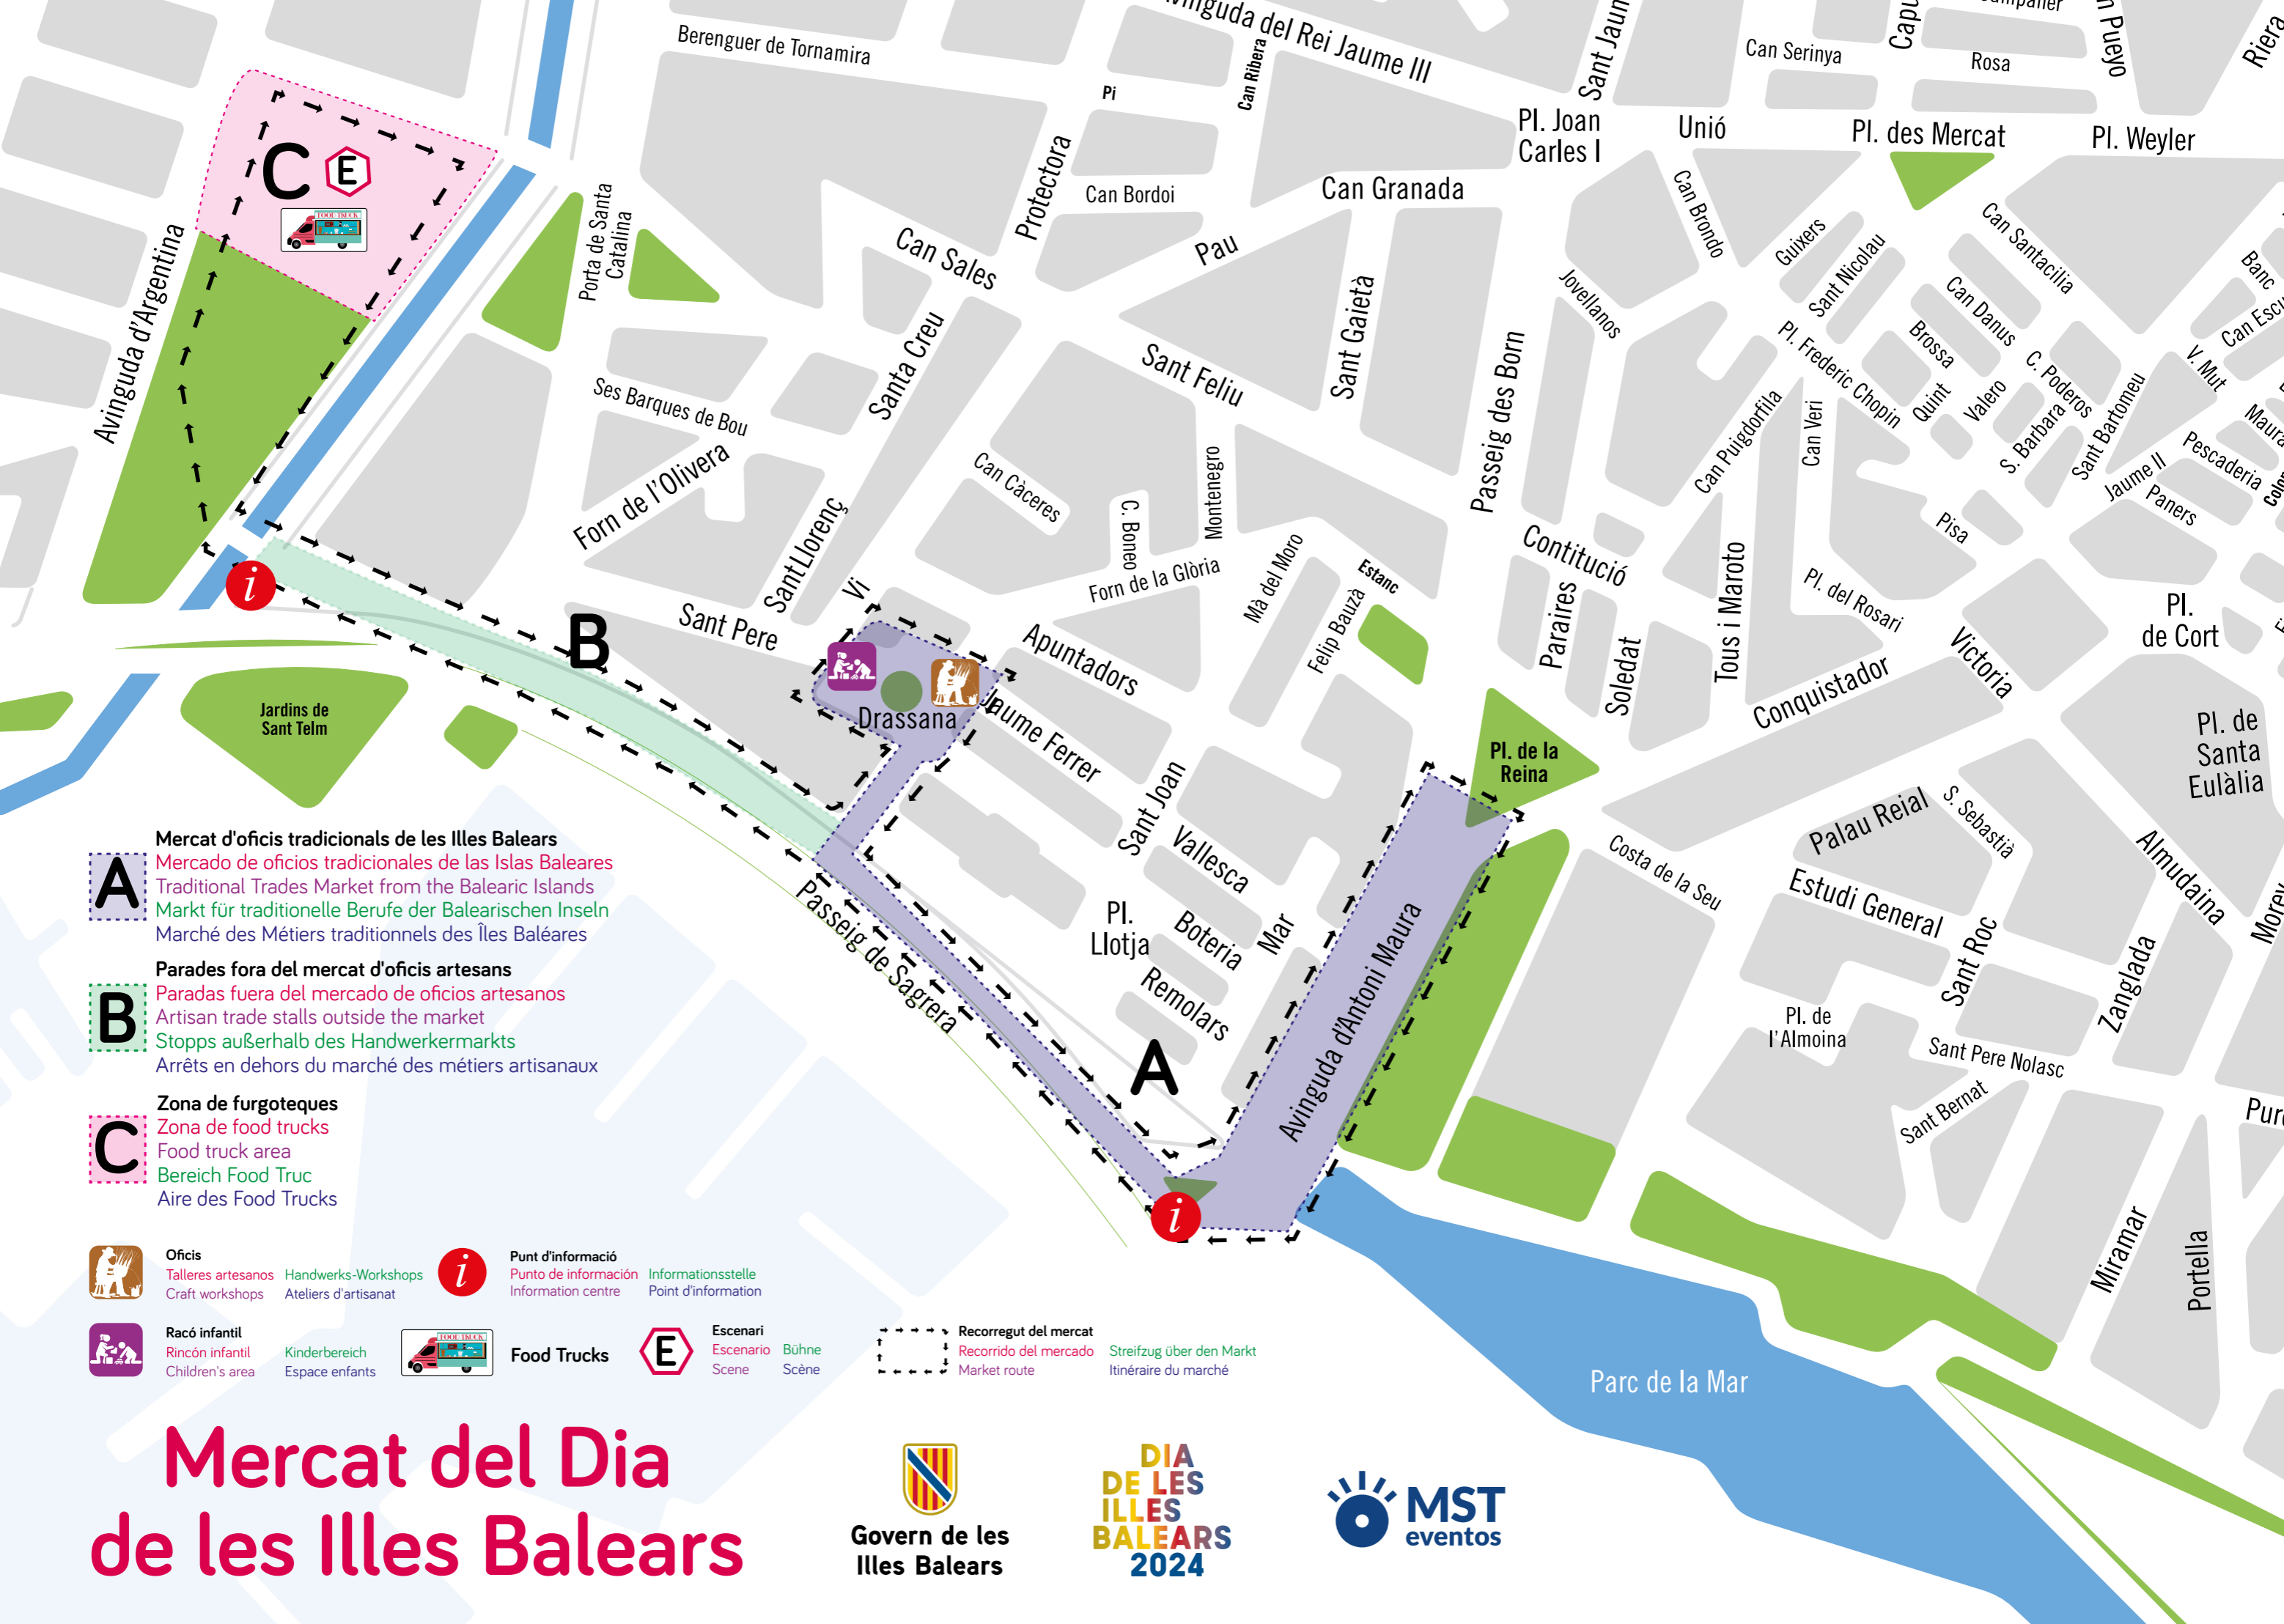 Berenguer de Tornamira
Pi
Can Ribera
Sant Jaum
Can Serinya
Rosa
Riera
Protectora
Can Bordoi
Can Granada
Pl. Joan
Carles I
Unió
Pl. des Mercat
Pl. Weyler
C
E
FOOD TRUCK
Avinguda d'Argentina
Porta de Santa
Catalina
Can Sales
Pau
Can Brondo
Guixers
Sant Nicolau
Can Santacilia
Banc
Jovellanos
Santa Creu
Sant Feliu
Sant Gaietà
Passeig des Born
Can Danus
Pl. Frederic Chopin
Brossa
Quint
Valero
C. Poderos
S. Barbara
Sant Bartomeu
V. Mut
Maura
Pescaderia
Jaume II
Paners
Pisa
Ses Barques de Bou
Forn de l'Olivera
Sant Llorenç
Can Càceres
C. Boneo
Montenegro
Forn de la Glòria
Mà del Moro
Felip Bauzà
Estanc
Contitució
Paraires
Soledat
Can Puigdorfila
Can Veri
Tous i Maroto
Pl. del Rosari
Victoria
Conquistador
Pl.
de Cort
Pl. de
Santa
Eulàlia
i
B
Sant Pere
Vi
Apuntadors
Drassana
Jaume Ferrer
Jardins de
Sant Telm
Sant Joan
Vallesca
Pl.
Llotja
Boteria
Mar
Remolars
Passeig de Sagrera
A
Avinguda d'Antoni Maura
Pl. de la
Reina
Costa de la Seu
Palau Reial
S. Sebastià
Estudi General
Sant Roc
Almudaina
Morey
Zanglada
Pl. de
l'Almoina
Sant Pere Nolasc
Sant Bernat
Miramar
Portella
i
Parc de la Mar
A
Mercat d'oficis tradicionals de les Illes Balears
Mercado de oficios tradicionales de las Islas Baleares
Traditional Trades Market from the Balearic Islands
Markt für traditionelle Berufe der Balearischen Inseln
Marché des Métiers traditionnels des Îles Baléares
B
Parades fora del mercat d'oficis artesans
Paradas fuera del mercado de oficios artesanos
Artisan trade stalls outside the market
Stopps außerhalb des Handwerkermarkts
Arrêts en dehors du marché des métiers artisanaux
C
Zona de furgoteques
Zona de food trucks
Food truck area
Bereich Food Truc
Aire des Food Trucks
Oficis
Talleres artesanos Handwerks-Workshops
Craft workshops Ateliers d'artisanat
i
Punt d'informació
Punto de información Informationsstelle
Information centre Point d'information
Racó infantil
Rincón infantil Kinderbereich
Children's area Espace enfants
FOOD TRUCK
Food Trucks
E
Escenari
Escenario Bühne
Scene Scène
Recorregut del mercat
Recorrido del mercado Streifzug über den Markt
Market route Itinéraire du marché
Mercat del Dia
de les Illes Balears
Govern de les
Illes Balears
DIA
DE LES
ILLES
BALEARS
2024
MST
eventos